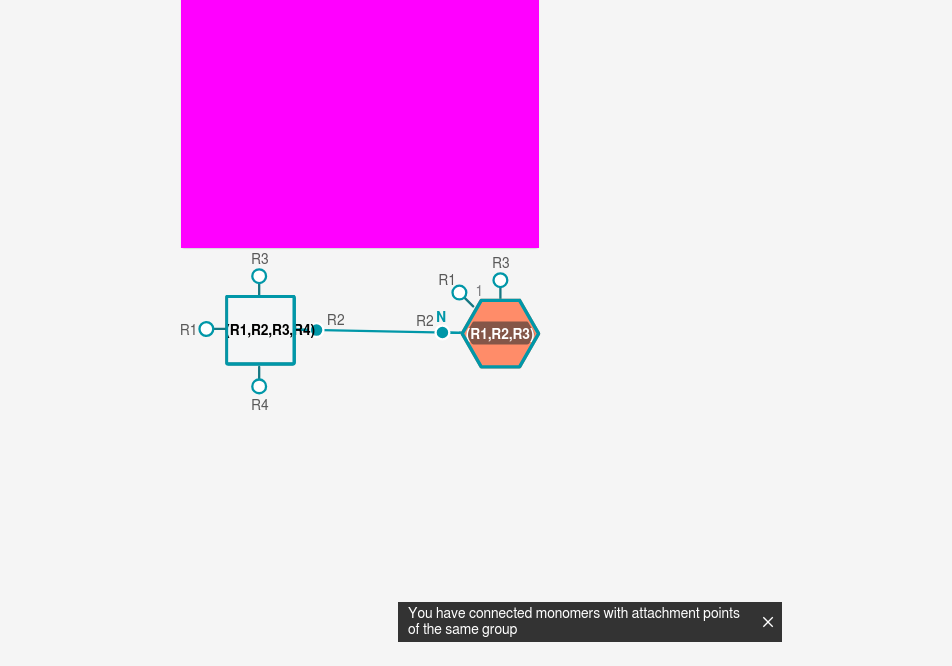 R3
R3
R1
1
N
R2
R2
R1
(R1,R2,R3,R4)
(R1,R2,R3)
R4
You have connected monomers with attachment points
of the same group